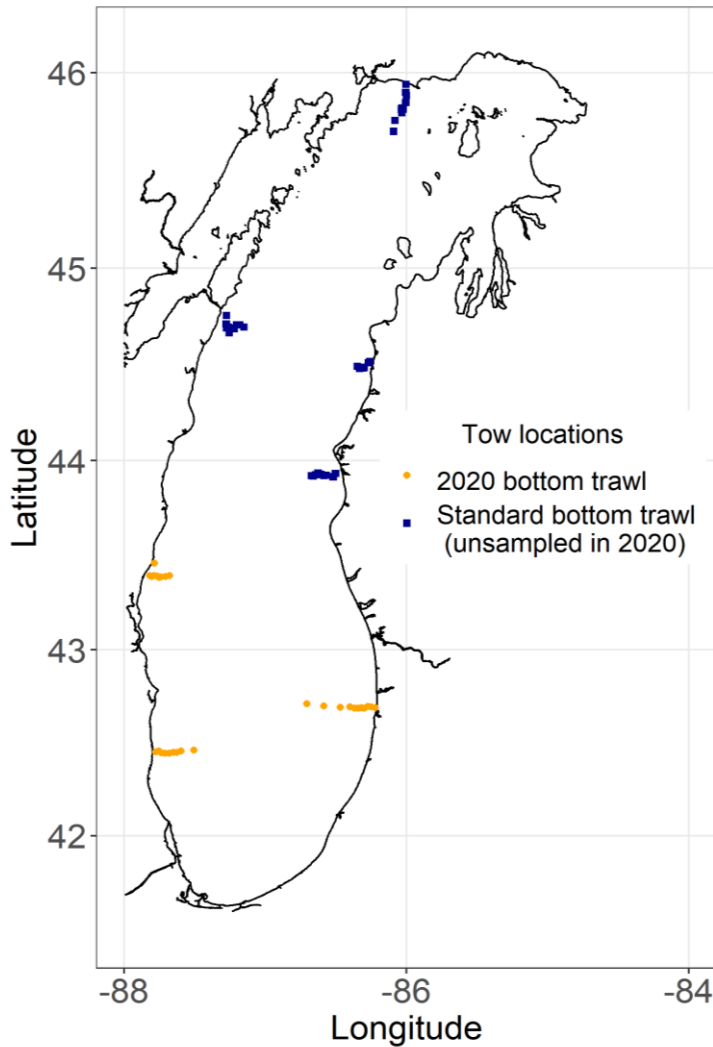 46
45
44
43
42
Latitude
Tow locations
2020 bottom trawl
Standard bottom trawl
(unsampled in 2020)
-88
-86
-84
Longitude